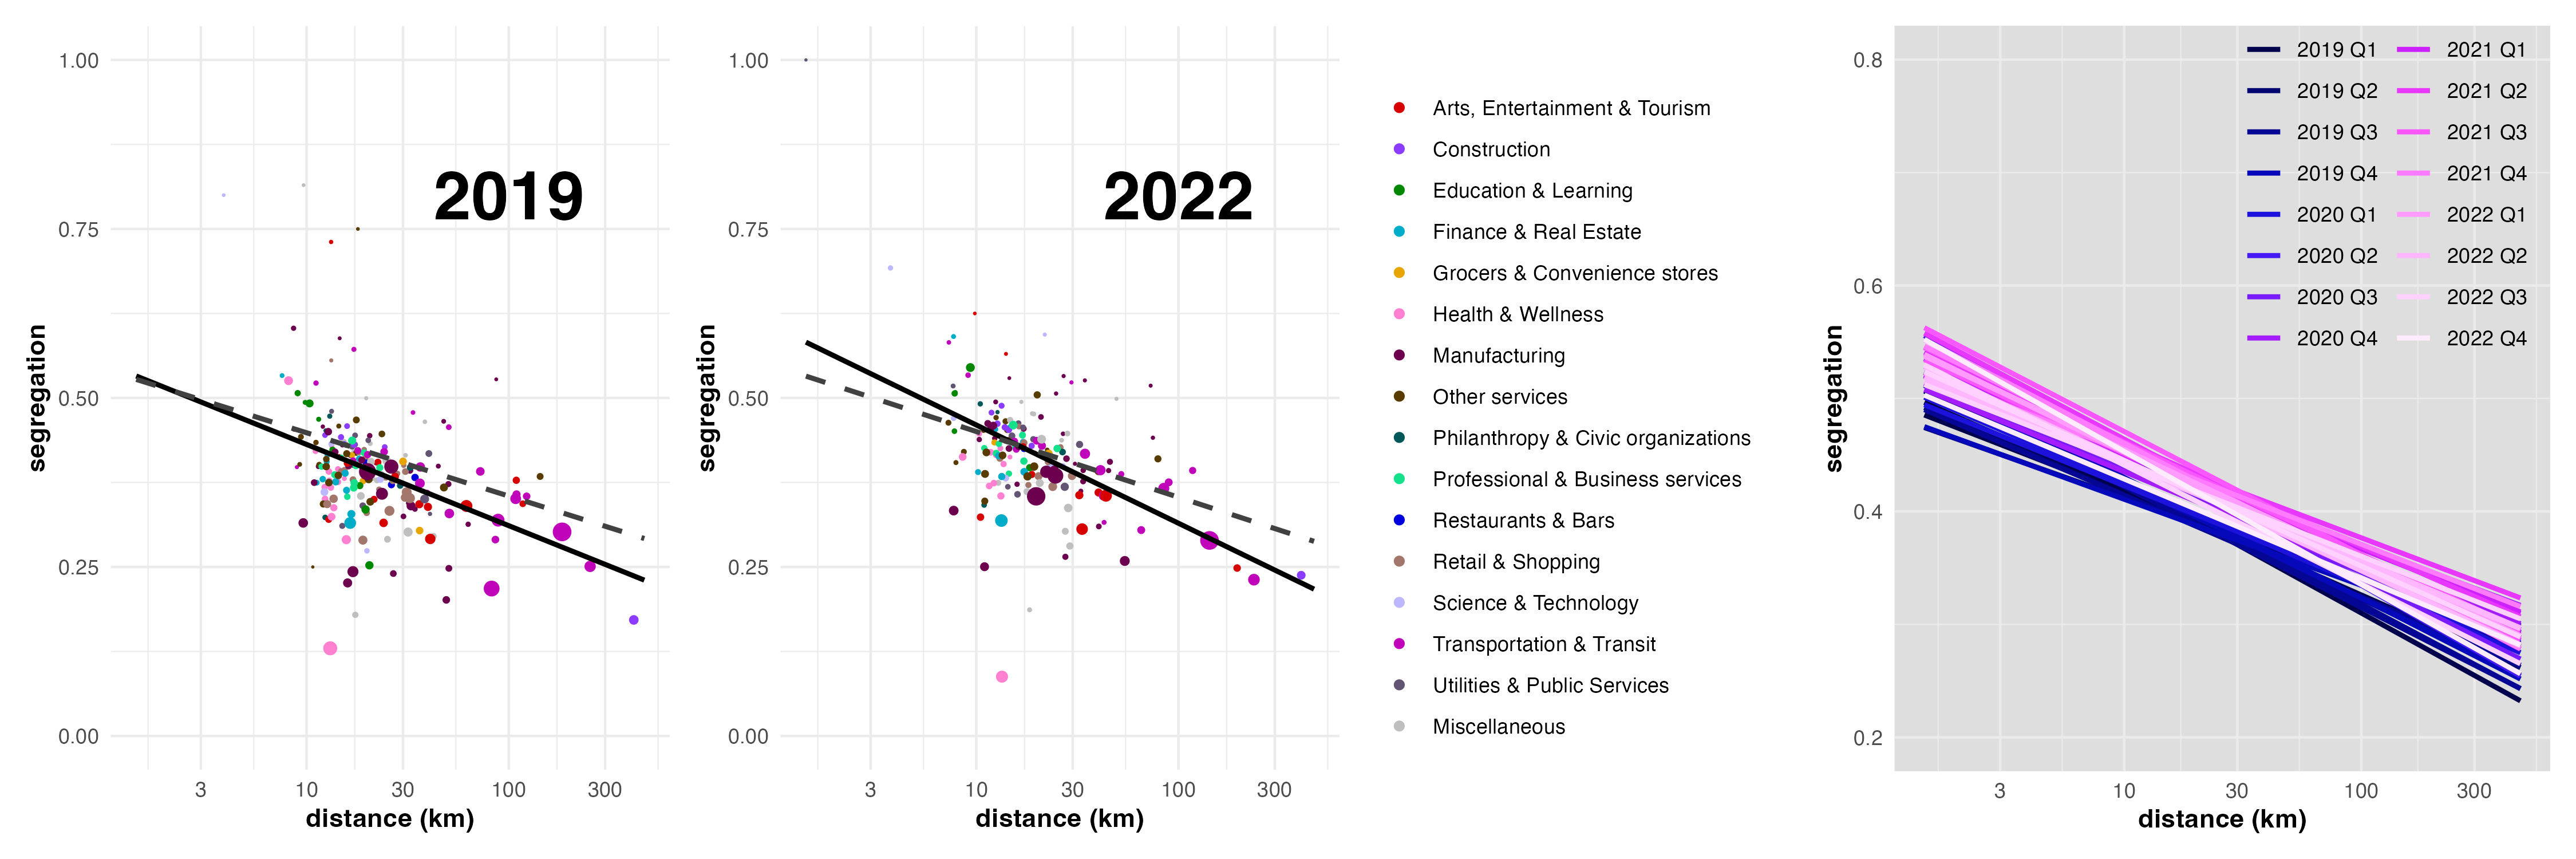 1.00
0.75
0.50
0.25
0.00
segregation
2019
3 10 30 100 300
distance (km)
1.00
0.75
0.50
0.25
0.00
segregation
2022
3 10 30 100 300
distance (km)
Arts, Entertainment & Tourism
Construction
Education & Learning
Finance & Real Estate
Grocers & Convenience stores
Health & Wellness
Manufacturing
Other services
Philanthropy & Civic organizations
Professional & Business services
Restaurants & Bars
Retail & Shopping
Science & Technology
Transportation & Transit
Utilities & Public Services
Miscellaneous
0.8
0.6
0.4
0.2
segregation
2019 Q1 2021 Q1
2019 Q2 2021 Q2
2019 Q3 2021 Q3
2019 Q4 2021 Q4
2020 Q1 2022 Q1
2020 Q2 2022 Q2
2020 Q3 2022 Q3
2020 Q4 2022 Q4
3 10 30 100 300
distance (km)